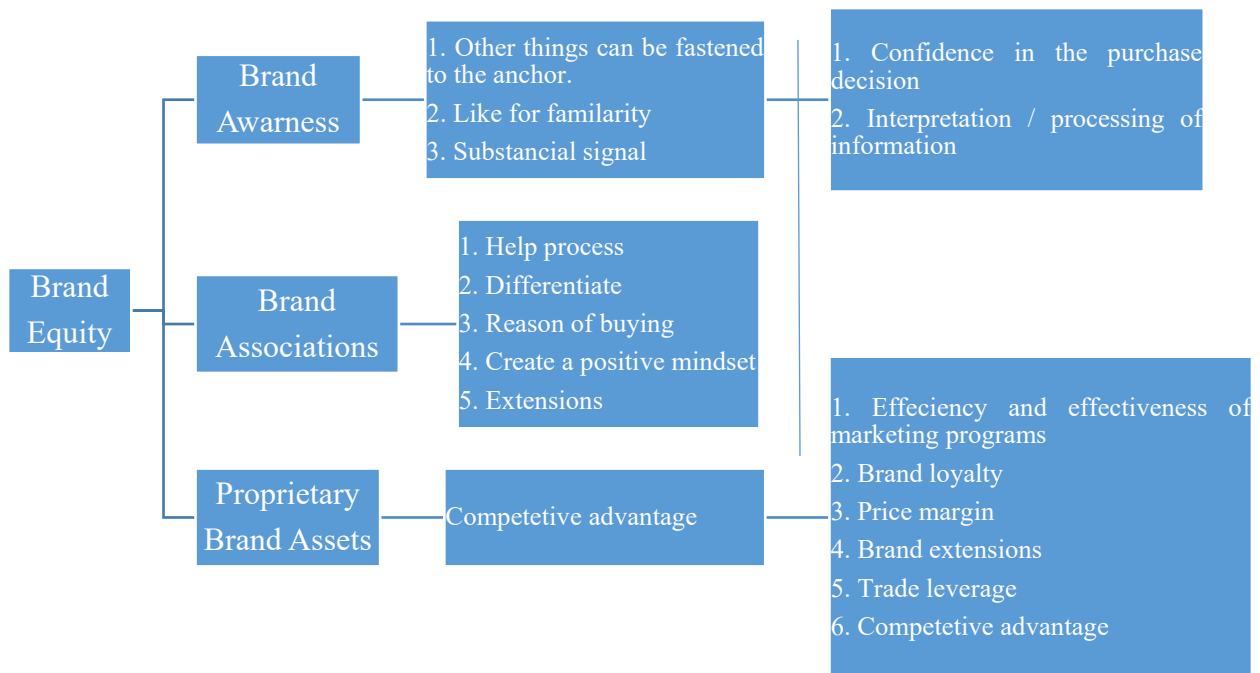 Brand
Equity
Brand
Awarness
1. Other things can be fastened
to the anchor.
2. Like for familarity
3. Substancial signal
1. Confidence in the purchase
decision
2. Interpretation / processing of
information
Brand
Associations
1. Help process
2. Differentiate
3. Reason of buying
4. Create a positive mindset
5. Extensions
Proprietary
Brand Assets
Competetive advantage
1. Effeciency and effectiveness of
marketing programs
2. Brand loyalty
3. Price margin
4. Brand extensions
5. Trade leverage
6. Competetive advantage